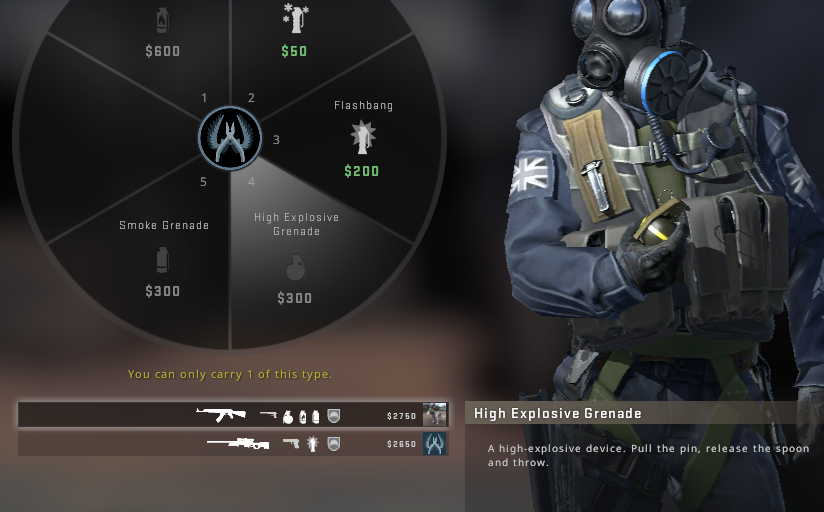 $600
$50
1
2
Flashbang
3
$200
5
4
Smoke Grenade
High Explosive
Grenade
$300
$300
You can only carry 1 of this type.
$2750
$2650
High Explosive Grenade
A high-explosive device. Pull the pin, release the spoon
and throw.